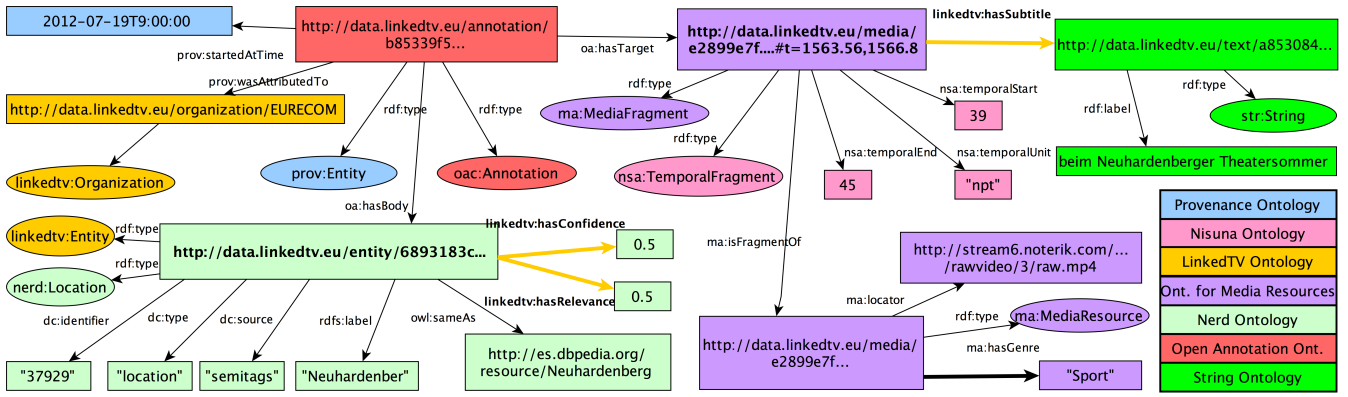 2012-07-19T9:00:00
http://data.linkedtv.eu/annotation/
b85339f5...
oa:hasTarget
http://data.linkedtv.eu/media/
e2899e7f....#t=1563.56,1566.8
linkedtv:hasSubtitle
http://data.linkedtv.eu/text/a853084...
prov:startedAtTime
prov:wasAttributedTo
http://data.linkedtv.eu/organization/EURECOM
rdf:type
rdf:type
rdf:type
ma:MediaFragment
rdf:type
nsa:temporalStart
39
rdf:type
rdf:label
str:String
linkedtv:Organization
prov:Entity
oac:Annotation
nsa:TemporalFragment
nsa:temporalEnd
45
nsa:temporalUnit
"npt"
beim Neuhardenberger Theatersommer
oa:hasBody
linkedtv:Entity
rdf:type
http://data.linkedtv.eu/entity/6893183c...
linkedtv:hasConfidence
0.5
nerd:Location
rdf:type
linkedtv:hasRelevance
0.5
ma:isFragmentOf
http://stream6.noterik.com/...
/rawvideo/3/raw.mp4
ma:locator
dc:identifier
dc:type
dc:source
rdfs:label
owl:sameAs
"37929"
"location"
"semitags"
"Neuhardenber"
http://es.dbpedia.org/
resource/Neuhardenberg
http://data.linkedtv.eu/media/
e2899e7f...
rdf:type
ma:MediaResource
ma:hasGenre
"Sport"
Provenance Ontology
Nisuna Ontology
LinkedTV Ontology
Ont. for Media Resources
Nerd Ontology
Open Annotation Ont.
String Ontology